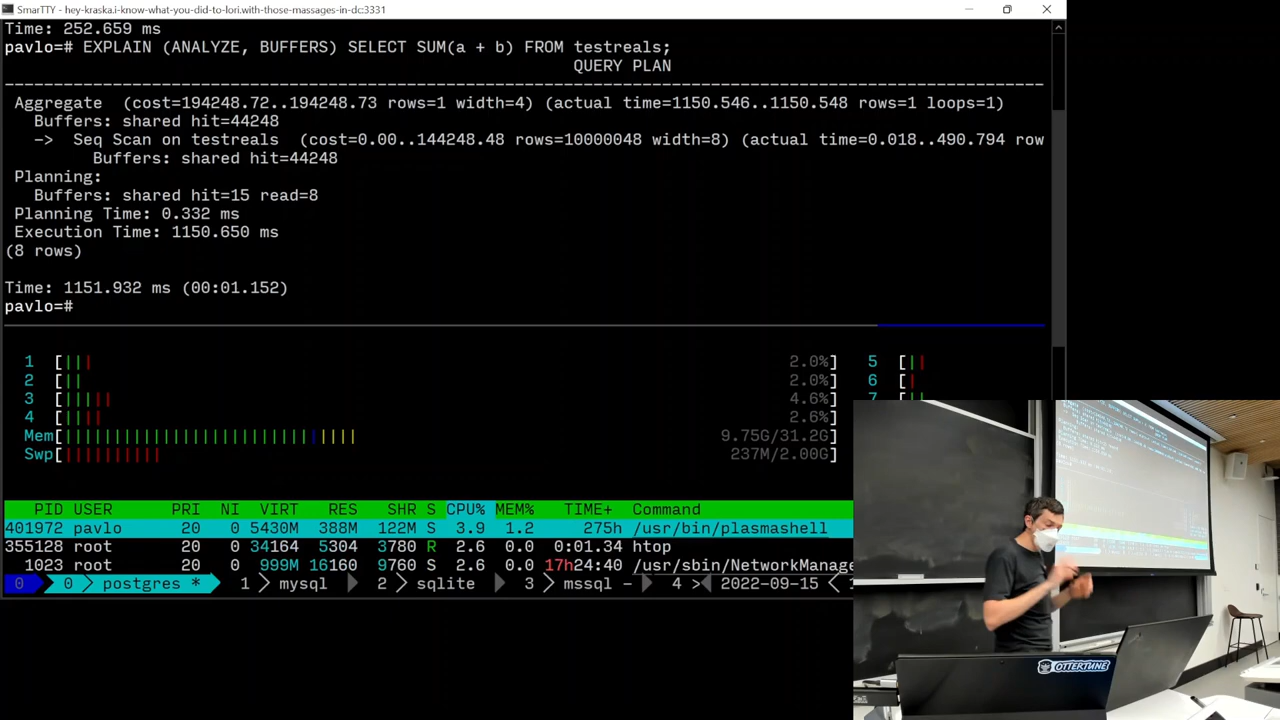 SmarTTY - hey-kraska.i-know-what-you-did-to-lori.with-those-massages-in-dc:3331
Time: 252.659 ms
pavlo=# EXPLAIN (ANALYZE, BUFFERS) SELECT SUM(a + b) FROM testreals;
QUERY PLAN
Aggregate  (cost=194248.72..194248.73 rows=1 width=4) (actual time=1150.546..1150.548 rows=1 loops=1)
Buffers: shared hit=44248
->  Seq Scan on testreals  (cost=0.00..144248.48 rows=10000048 width=8) (actual time=0.018..490.794 row
Buffers: shared hit=44248
Planning:
Buffers: shared hit=15 read=8
Planning Time: 0.332 ms
Execution Time: 1150.650 ms
(8 rows)
Time: 1151.932 ms (00:01.152)
pavlo=#
1 [||| 2.0%] 5 [||
2 [|| 2.0%] 6 [|
3 [||||| 4.6%] 7 [||
4 [|||| 2.6%]
Mem[|||||||||||||||||||||||||||||| 9.75G/31.2G]
Swp[|||||||||| 237M/2.00G]
PID USER PRI NI VIRT RES SHR S CPU% MEM% TIME+ Command
401972 pavlo 20 0 5430M 388M 122M S 3.9 1.2 275h /usr/bin/plasmashell
355128 root 20 0 34164 5304 3780 R 2.6 0.0 0:01.34 htop
1023 root 20 0 999M 16160 9760 S 2.6 0.0 17h24:40 /usr/sbin/NetworkManage
0 0 postgres * 1 mysql 2 sqlite 3 mssql - 4 > 2022-09-15 1
OTTERTUNE